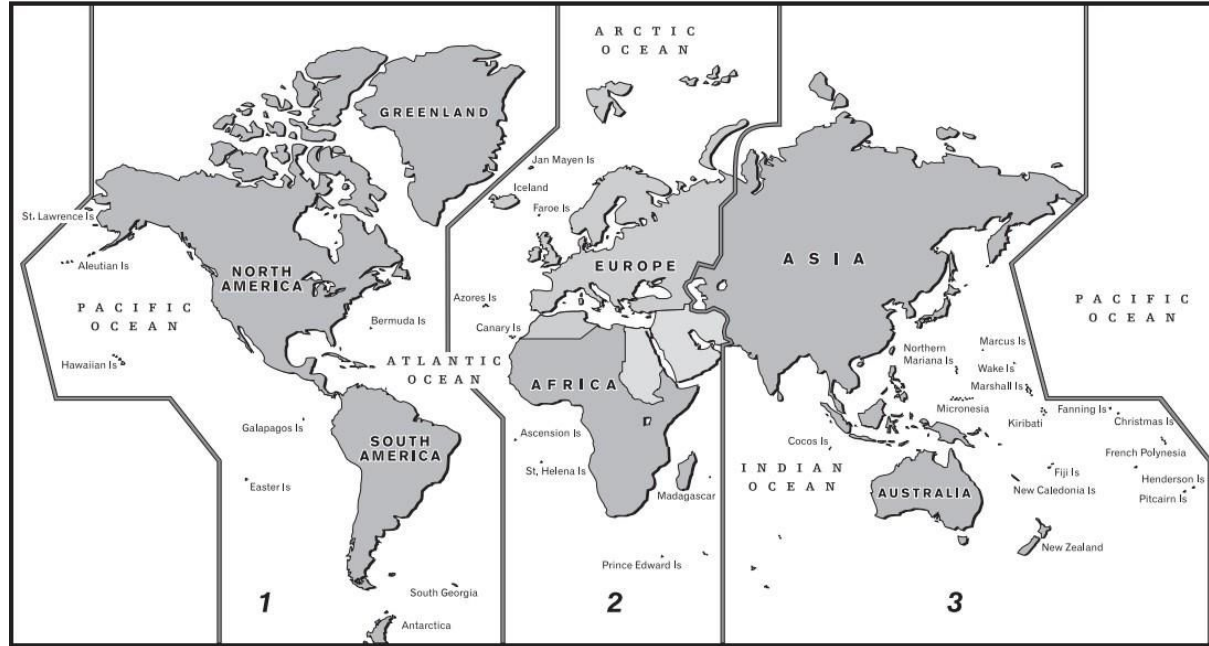 ARCTIC
OCEAN
GREENLAND
Jan Mayen Is
Iceland
Faroe Is
St. Lawrence Is
Aleutian Is
NORTH
AMERICA
EUROPE
ASIA
PACIFIC
OCEAN
Azores Is
Bermuda Is
Canary Is
Hawaiian Is
ATLANTIC
OCEAN
AFRICA
PACIFIC
OCEAN
Northern
Mariana Is
Marcus Is
Wake Is
Marshall Is
Micronesia
Kiribati
Fanning Is
Christmas Is
Galapagos Is
SOUTH
AMERICA
Ascension Is
St, Helena Is
Madagascar
Cocos Is
INDIAN
OCEAN
AUSTRALIA
French Polynesia
Fiji Is
Henderson Is
New Caledonia Is
Pitcairn Is
Easter Is
New Zealand
Prince Edward Is
South Georgia
Antarctica
1
2
3